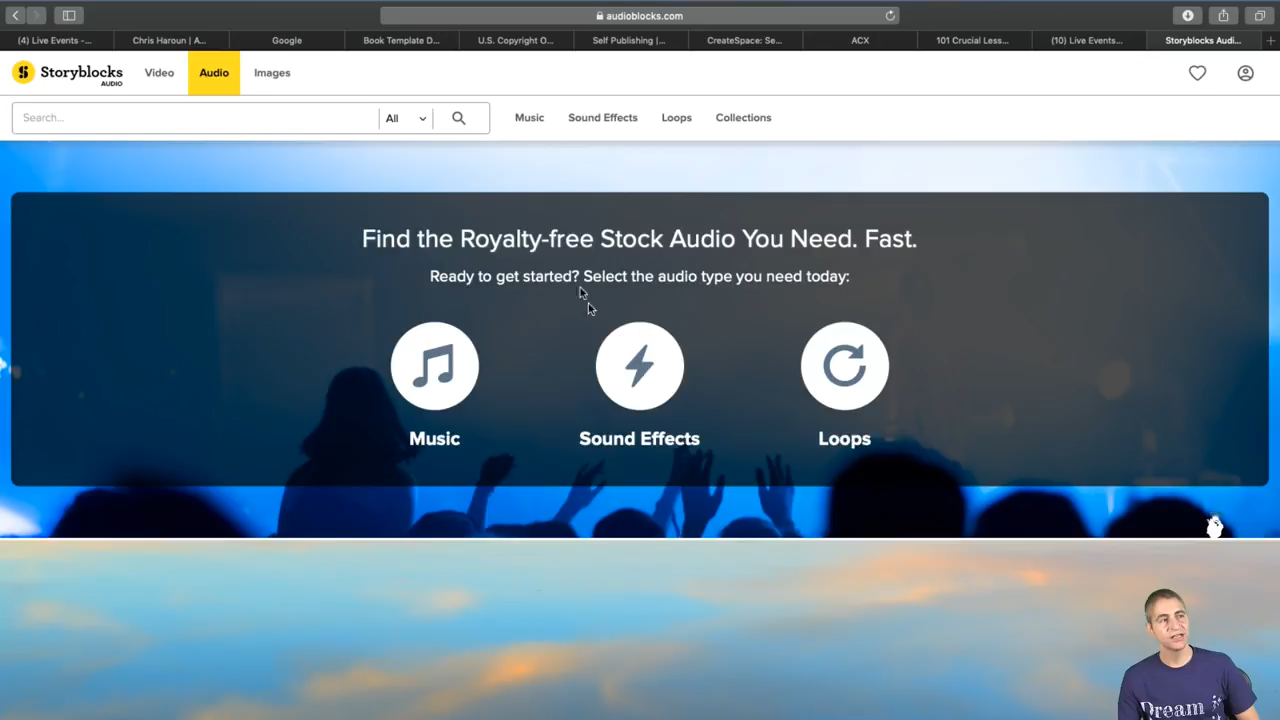 audioblocks.com
(4) Live Events -...
Chris Haroun | A...
Google
Book Template D...
U.S. Copyright O...
Self Publishing |...
CreateSpace: Se...
ACX
101 Crucial Less...
(10) Live Events...
Storyblocks Audi...
Storyblocks
AUDIO
Video
Audio
Images
Search...
All
Music
Sound Effects
Loops
Collections
Find the Royalty-free Stock Audio You Need. Fast.
Ready to get started? Select the audio type you need today:
Music
Sound Effects
Loops
Dream it